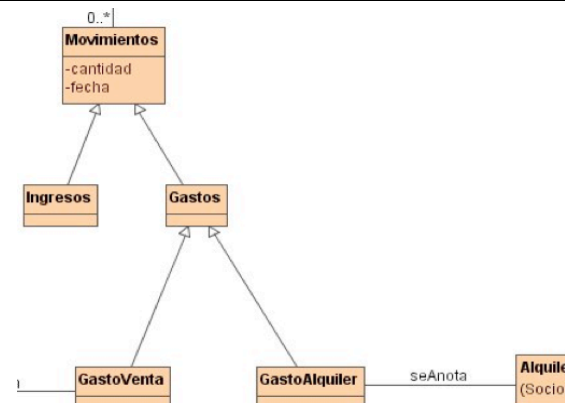 0..*
Movimientos
-cantidad
-fecha
Ingresos
Gastos
GastoVenta
GastoAlquiler
seAnota